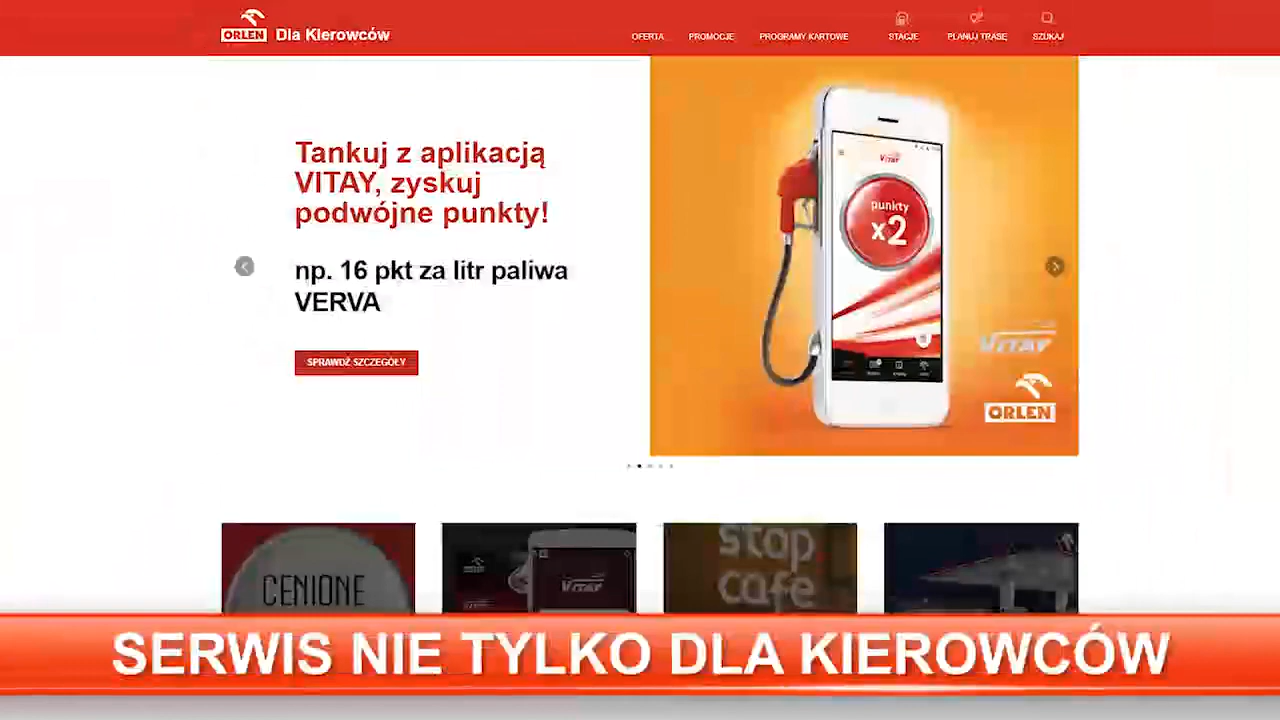 ORLEN Dla Kierowców
OFERTA PROMOCJE PROGRAMY KARTOWE STACJE PLANUJ TRASĘ SZUKAJ
Tankuj z aplikacją
VITAY, zyskuj
podwójne punkty!
np. 16 pkt za litr paliwa
VERVA
SPRAWDŹ SZCZEGÓŁY
VITAY
punkty
x2
VITAY
ORLEN
CENIONE
VITAY
stop
cafe
SERWIS NIE TYLKO DLA KIEROWCÓW